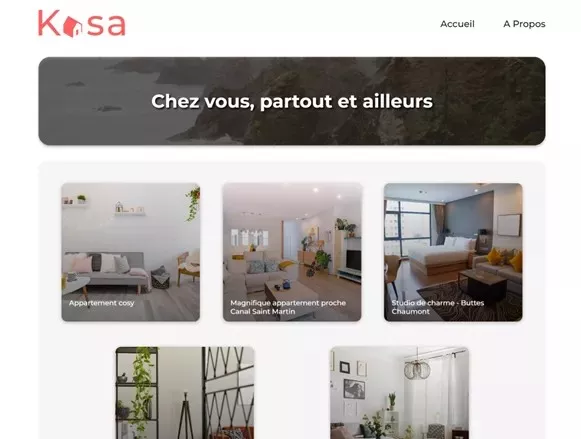 Kasa
Accueil
A Propos
Chez vous, partout et ailleurs
Appartement cosy
Magnifique appartement proche
Canal Saint Martin
Studio de charme - Buttes
Chaumont